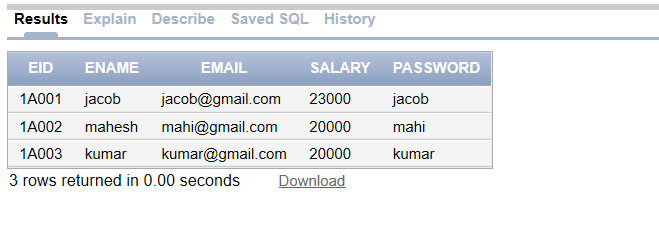 Results Explain Describe Saved SQL History
EID ENAME EMAIL SALARY PASSWORD
1A001 jacob jacob@gmail.com 23000 jacob
1A002 mahesh mahi@gmail.com 20000 mahi
1A003 kumar kumar@gmail.com 20000 kumar
3 rows returned in 0.00 seconds Download